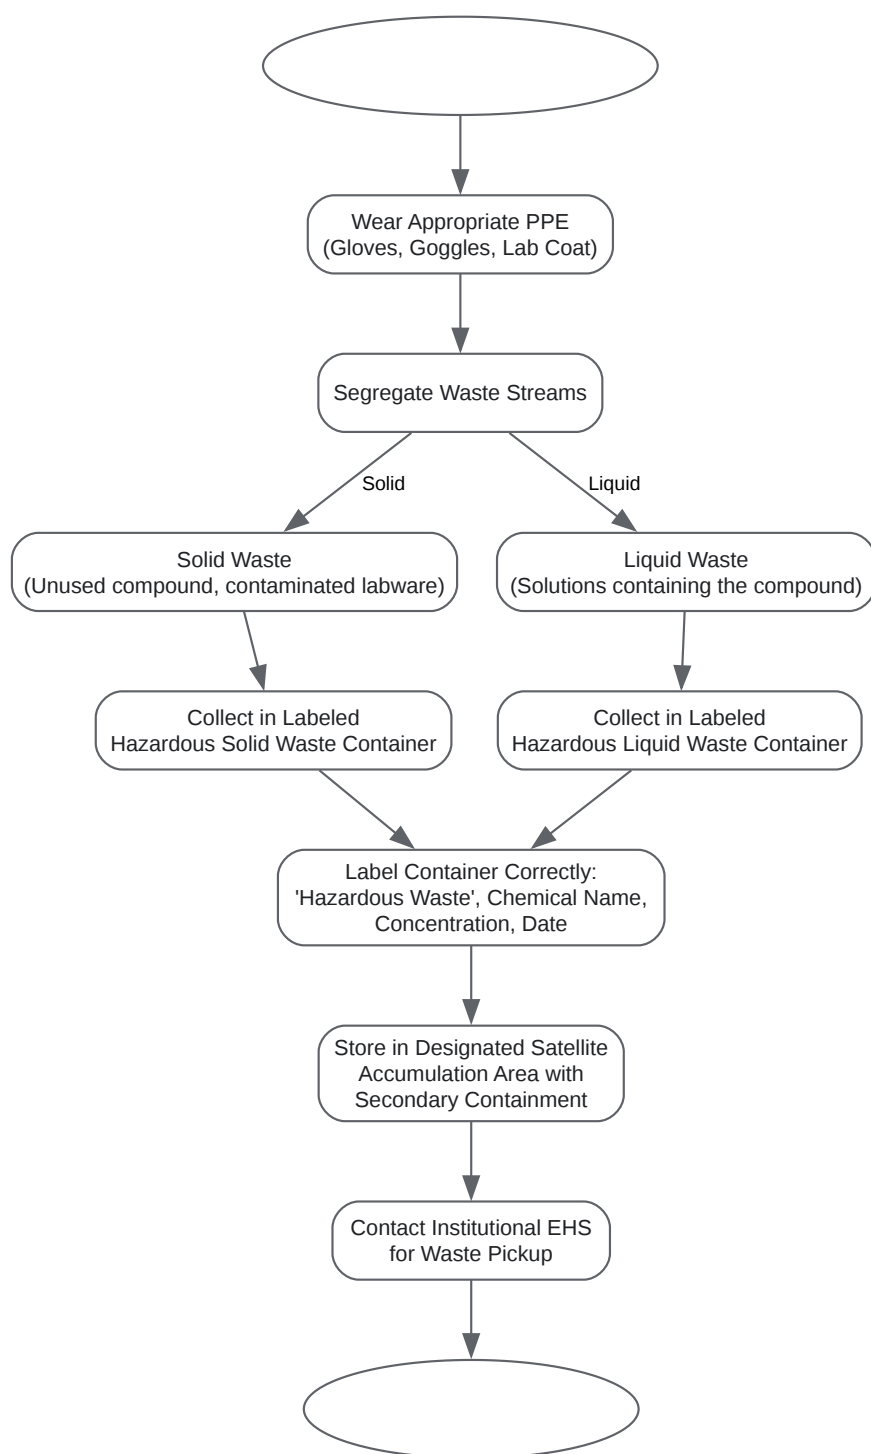 Wear Appropriate PPE
(Gloves, Goggles, Lab Coat)
Segregate Waste Streams
Solid
Liquid
Solid Waste
(Unused compound, contaminated labware)
Liquid Waste
(Solutions containing the compound)
Collect in Labeled
Hazardous Solid Waste Container
Collect in Labeled
Hazardous Liquid Waste Container
Label Container Correctly:
'Hazardous Waste', Chemical Name,
Concentration, Date
Store in Designated Satellite
Accumulation Area with
Secondary Containment
Contact Institutional EHS
for Waste Pickup